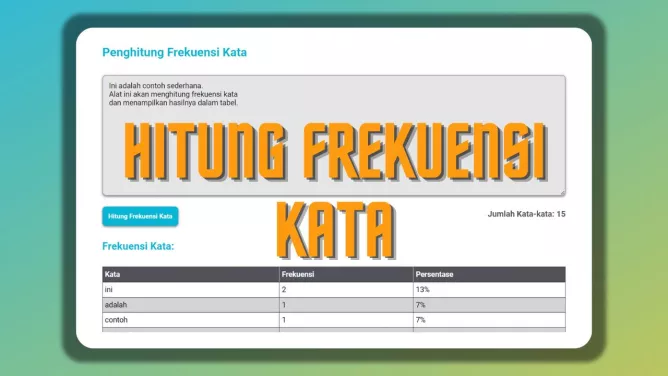 Penghitung Frekuensi Kata
Ini adalah contoh sederhana.
Alat ini akan menghitung frekuensi kata
dan menampilkan hasilnya dalam tabel.
HITUNG FREKUENSI
KATA
Hitung Frekuensi Kata
Jumlah Kata-kata: 15
Frekuensi Kata:
Kata Frekuensi Persentase
ini 2 13%
adalah 1 7%
contoh 1 7%